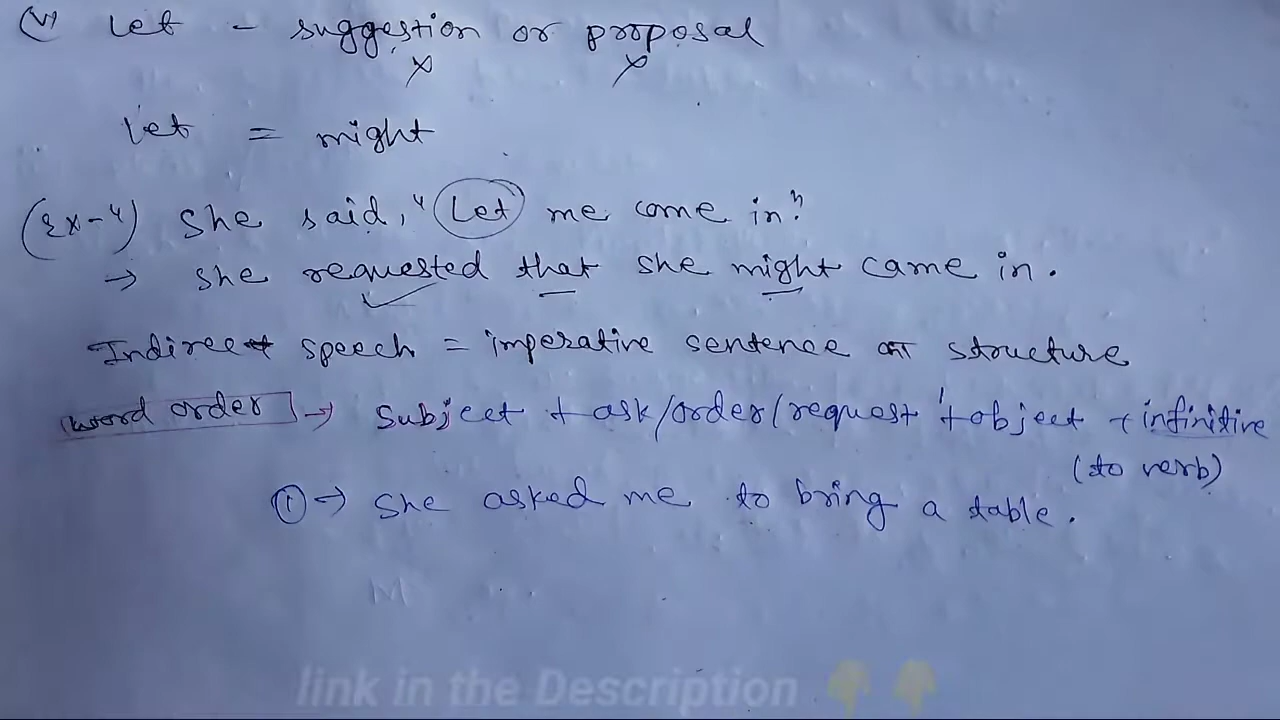 (v) Let - suggestion or proposal
x x
Let = might
(Ex-4) She said, "Let me come in".
→ She requested that she might came in.
Indirect speech = imperative sentence এর structure
word order → Subject + ask/order/request + object + infinitive
(to verb)
① → She asked me to bring a table.
M
link in the Description 👇 👇